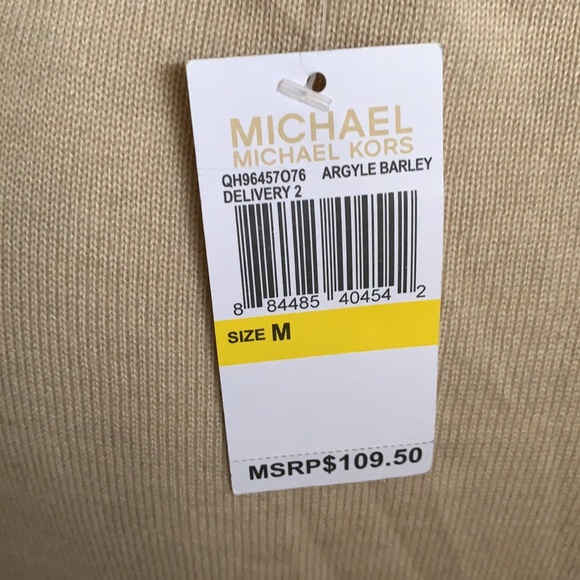 MICHAEL
MICHAEL KORS
QH96457O76 ARGYLE BARLEY
DELIVERY 2
8 84485 40454 2
SIZE M
MSRP$109.50